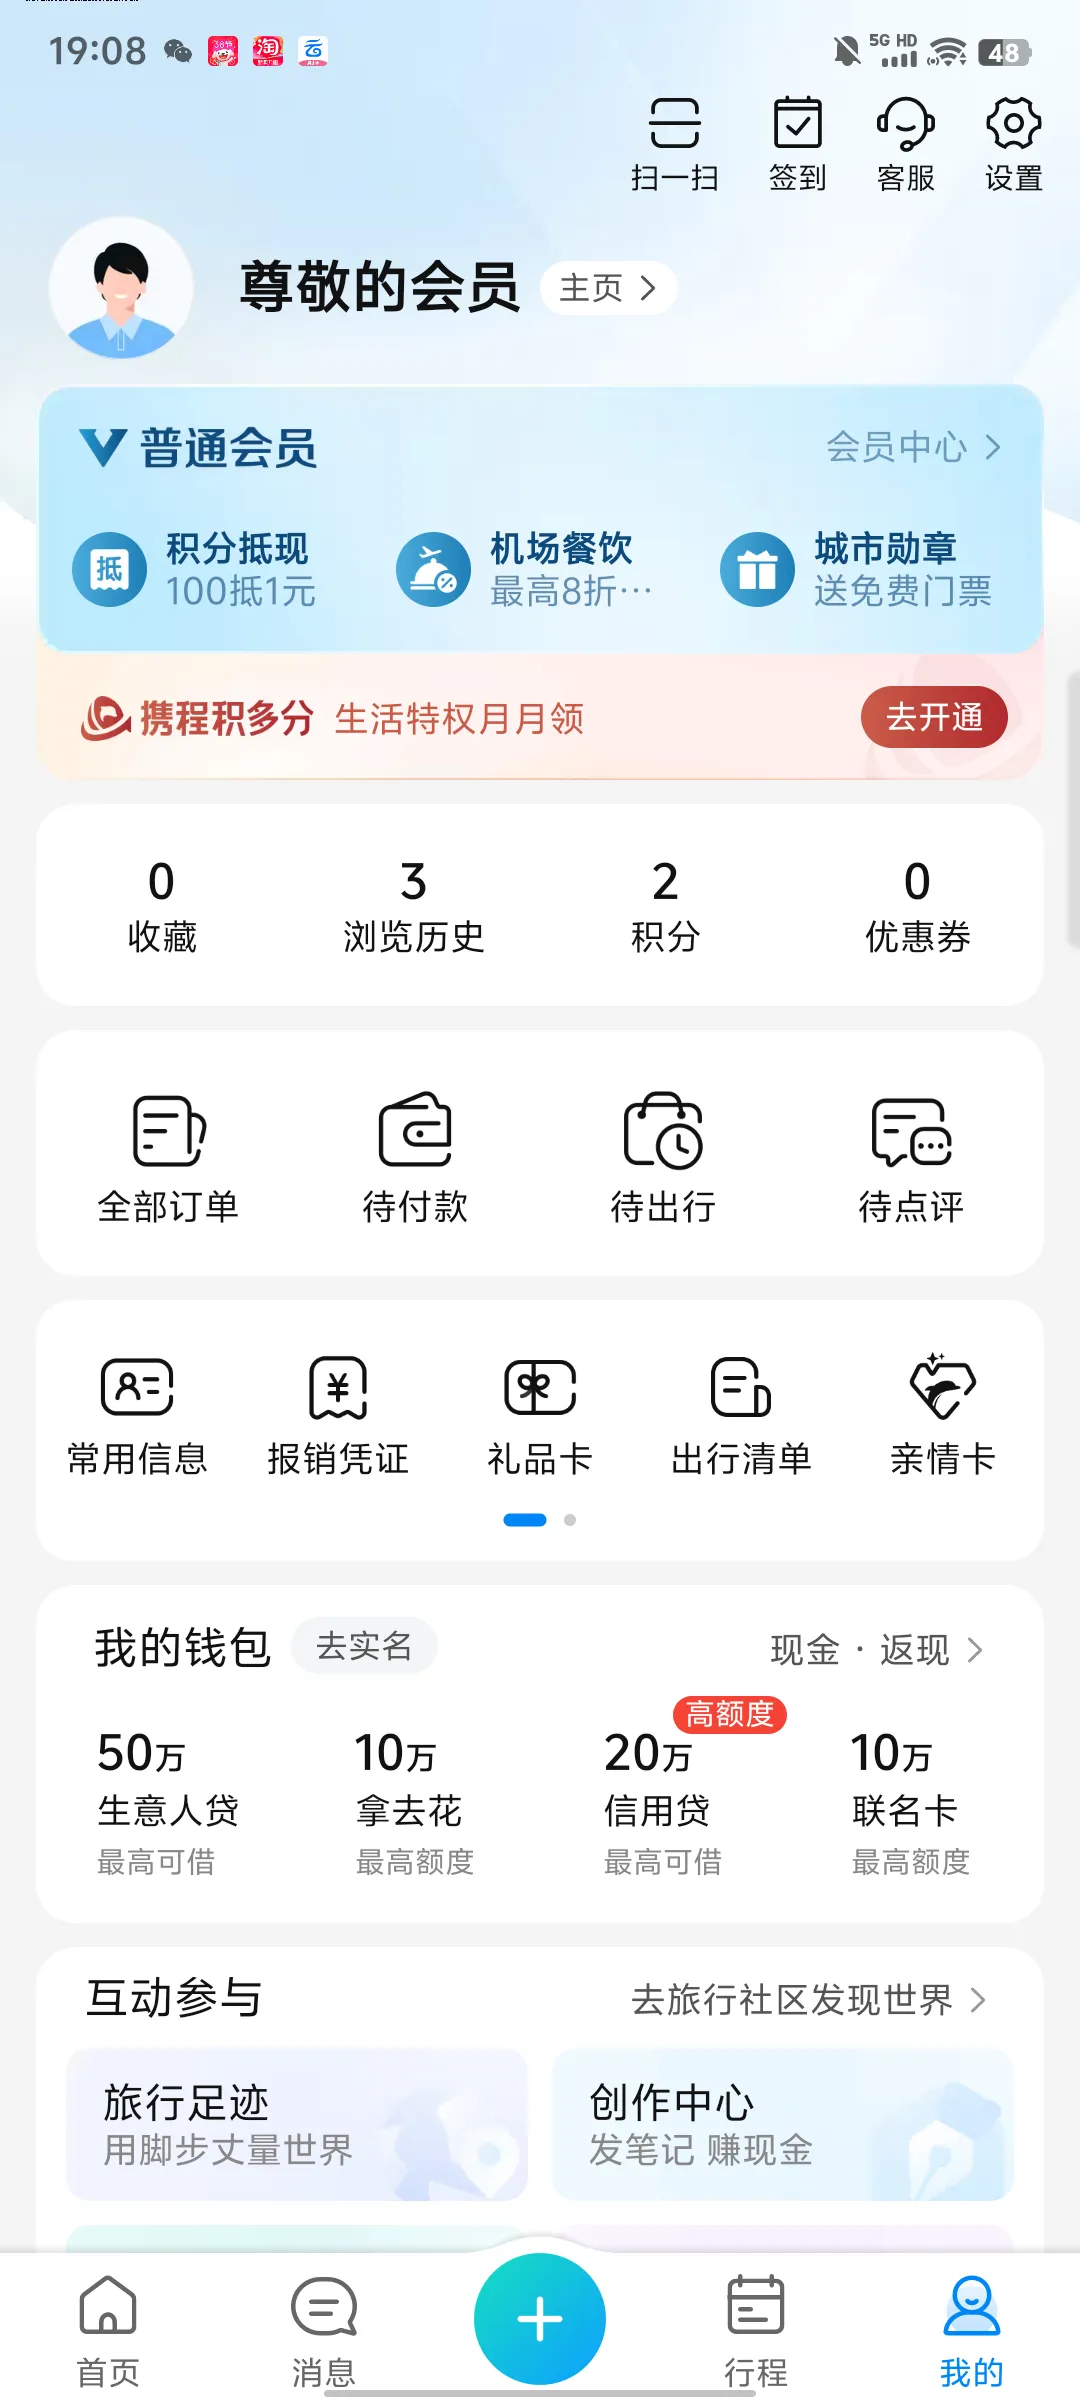 19:08
5G HD
48
扫一扫
签到
客服
设置
尊敬的会员
主页
普通会员
会员中心
抵
积分抵现
100抵1元
机场餐饮
最高8折…
城市勋章
送免费门票
携程积多分
生活特权月月领
去开通
0
收藏
3
浏览历史
2
积分
0
优惠券
全部订单
待付款
待出行
待点评
常用信息
报销凭证
礼品卡
出行清单
亲情卡
我的钱包
去实名
现金 · 返现
高额度
50万
生意人贷
最高可借
10万
拿去花
最高额度
20万
信用贷
最高可借
10万
联名卡
最高额度
互动参与
去旅行社区发现世界
旅行足迹
用脚步丈量世界
创作中心
发笔记 赚现金
首页
消息
行程
我的